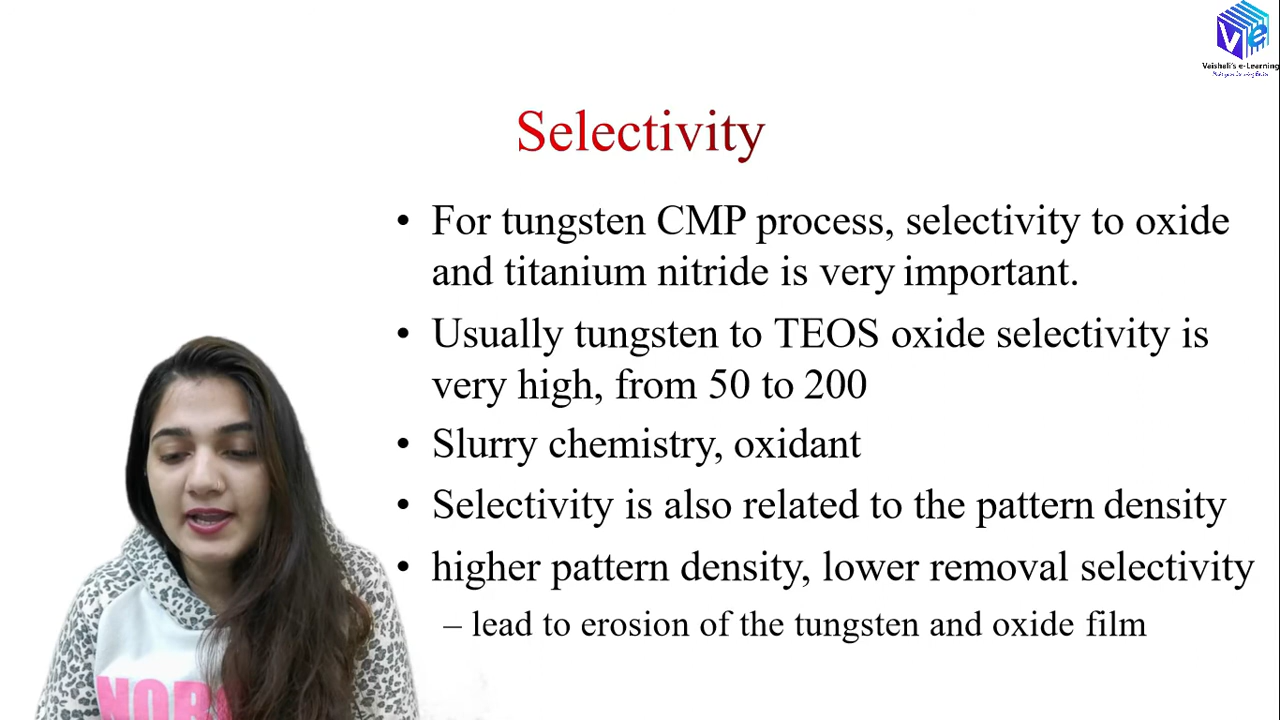 Vaishali's e-Learning
Selectivity
• For tungsten CMP process, selectivity to oxide
and titanium nitride is very important.
• Usually tungsten to TEOS oxide selectivity is
very high, from 50 to 200
• Slurry chemistry, oxidant
• Selectivity is also related to the pattern density
• higher pattern density, lower removal selectivity
– lead to erosion of the tungsten and oxide film